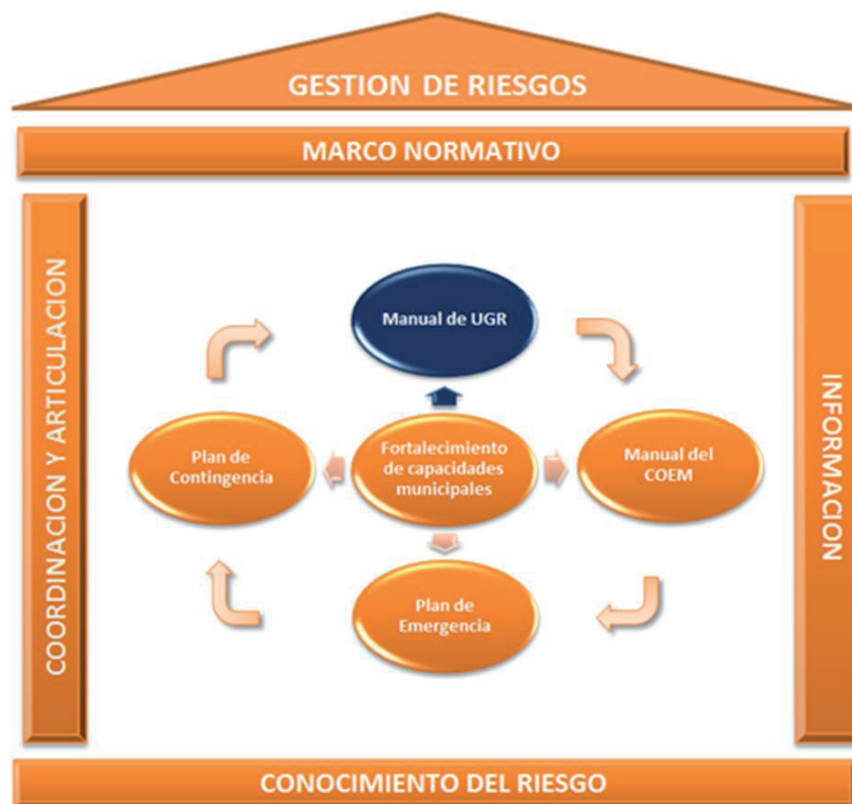 GESTION DE RIESGOS
MARCO NORMATIVO
COORDINACION Y ARTICULACION
Manual de UGR
Plan de
Contingencia
Fortalecimiento
de capacidades
municipales
Manual del
COEM
Plan de
Emergencia
INFORMACION
CONOCIMIENTO DEL RIESGO